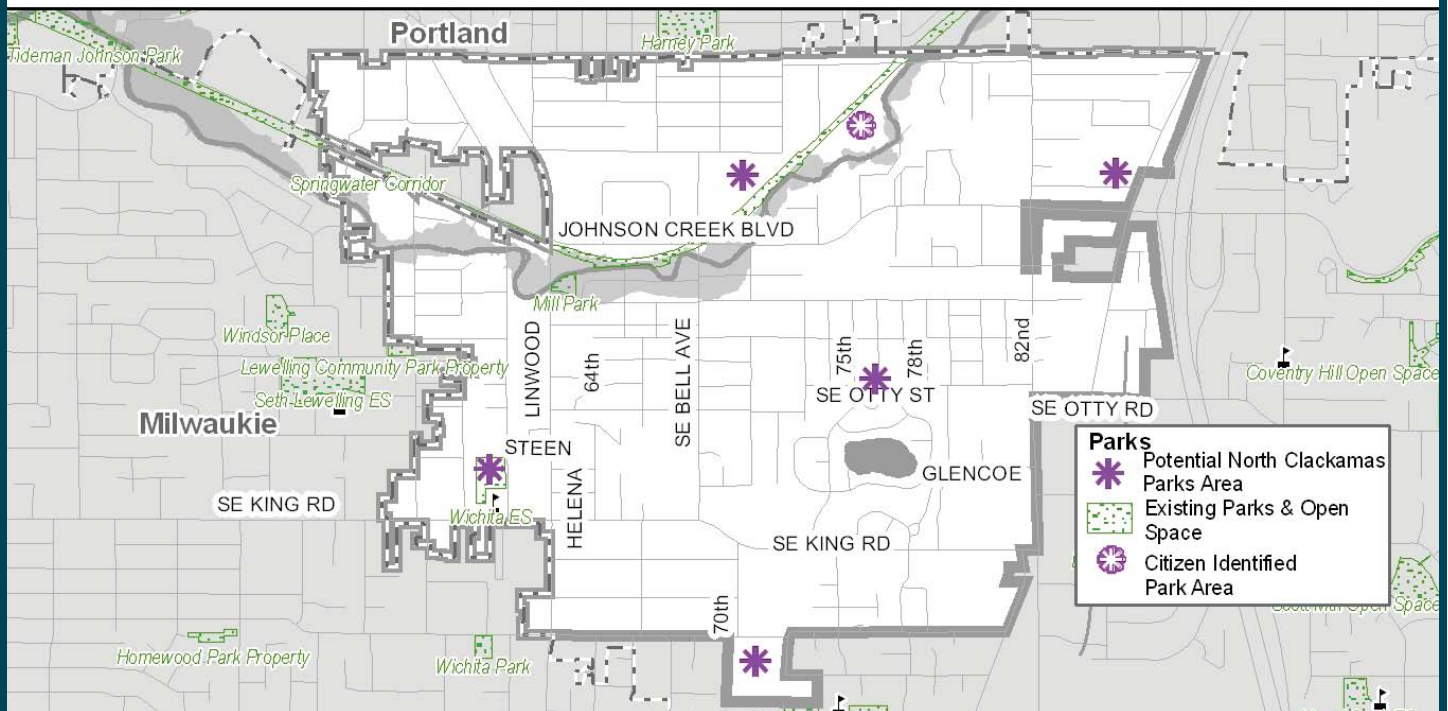 Portland
Harney Park
Tideman Johnson Park
Springwater Corridor
JOHNSON CREEK BLVD
Mill Park
Windsor Place
LINWOOD
64th
SE BELL AVE
75th
78th
82nd
Lewelling Community Park Property
Seth-Lewelling ES
Coventry Hill Open Space
SE OTTY ST
SE OTTY RD
Milwaukie
STEEN
GLENCOE
SE KING RD
Wichita ES
HELENA
SE KING RD
70th
Homewood Park Property
Wichita Park
Parks
Potential North Clackamas
Parks Area
Existing Parks & Open
Space
Citizen Identified
Park Area
Open Space